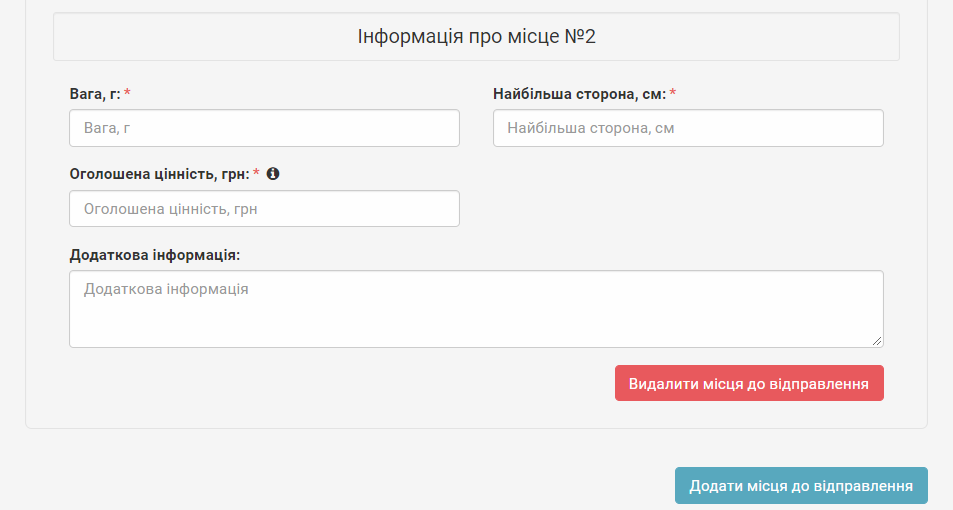 Інформація про місце №2
Вага, г: *
Найбільша сторона, см: *
Вага, г
Найбільша сторона, см
Оголошена цінність, грн: *
Оголошена цінність, грн
Додаткова інформація:
Додаткова інформація
Видалити місця до відправлення
Додати місця до відправлення